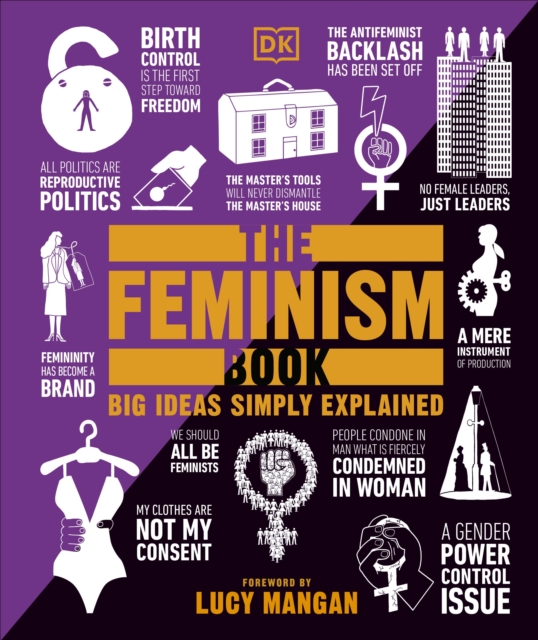 BIRTH
CONTROL
IS THE FIRST
STEP TOWARD
FREEDOM
DK
THE ANTIFEMINIST
BACKLASH
HAS BEEN SET OFF
ALL POLITICS ARE
REPRODUCTIVE
POLITICS
THE MASTER'S TOOLS
WILL NEVER DISMANTLE
THE MASTER'S HOUSE
NO FEMALE LEADERS,
JUST LEADERS
THE
FEMINISM
BOOK
BIG IDEAS SIMPLY EXPLAINED
FEMININITY
HAS BECOME A
BRAND
A MERE
INSTRUMENT
OF PRODUCTION
WE SHOULD
ALL BE
FEMINISTS
PEOPLE CONDONE IN
MAN WHAT IS FIERCELY
CONDEMNED
IN WOMAN
MY CLOTHES ARE
NOT MY
CONSENT
A GENDER
POWER
CONTROL
ISSUE
FOREWORD BY
LUCY MANGAN